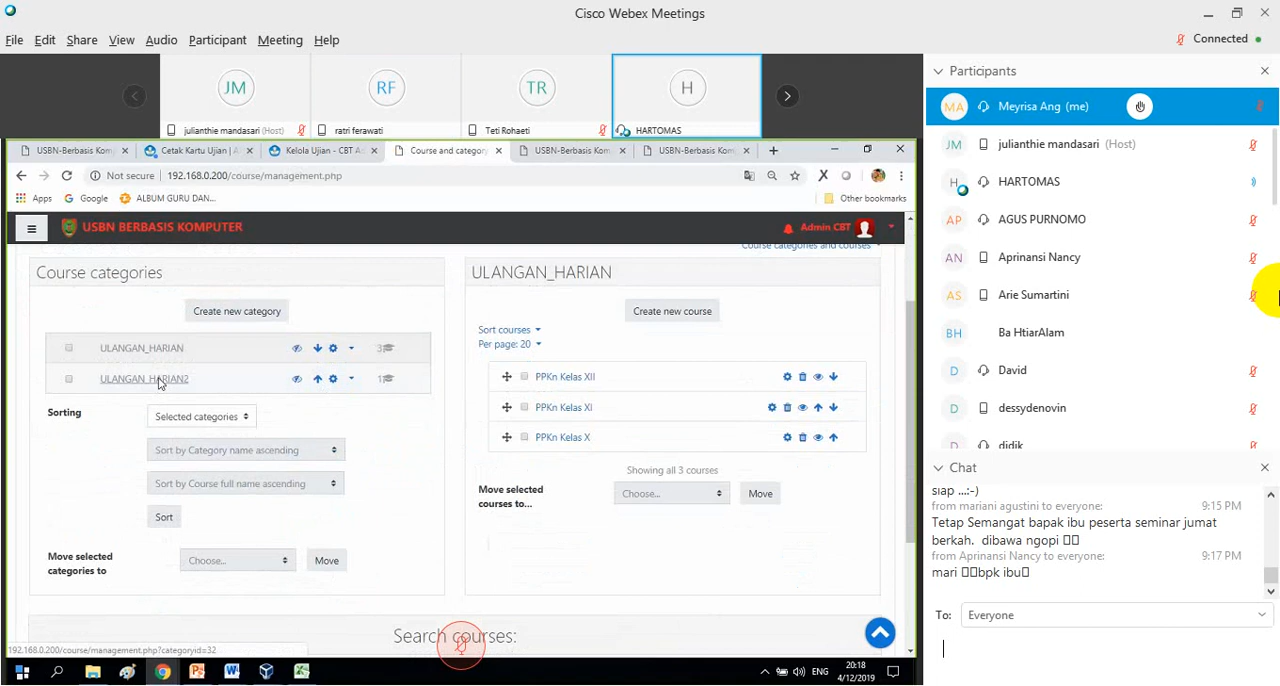 Cisco Webex Meetings
File Edit Share View Audio Participant Meeting Help
Connected
JM RF TR H
julianthie mandasari (Host) ratri ferawati Teti Rohaeti HARTOMAS
USBN-Berbasis Kom Cetak Kartu Ujian | A Kelola Ujian - CBT A Course and category USBN-Berbasis Kom USBN-Berbasis Kom
Not secure 192.168.0.200/course/management.php
Apps Google ALBUM GURU DAN... Other bookmarks
USBN BERBASIS KOMPUTER Admin CBT
Course categories and courses
Course categories
Create new category
ULANGAN_HARIAN 3
ULANGAN_HARIAN2 1
Sorting Selected categories
Sort by Category name ascending
Sort by Course full name ascending
Sort
Move selected
categories to
Choose... Move
ULANGAN_HARIAN
Create new course
Sort courses
Per page: 20
PPKn Kelas XII
PPKn Kelas XI
PPKn Kelas X
Showing all 3 courses
Move selected
courses to...
Choose... Move
Search courses:
192.168.0.200/course/management.php?categoryid=32
ENG 20:18
4/12/2019
Participants
MA Meyrisa Ang (me)
JM julianthie mandasari (Host)
H HARTOMAS
AP AGUS PURNOMO
AN Aprinansi Nancy
AS Arie Sumartini
BH Ba HtiarAlam
D David
D dessydenovin
D didik
Chat
siap ...:-)
from mariani agustini to everyone: 9:15 PM
Tetap Semangat bapak ibu peserta seminar jumat
berkah. dibawa ngopi
from Aprinansi Nancy to everyone: 9:17 PM
mari bpk ibu
To: Everyone